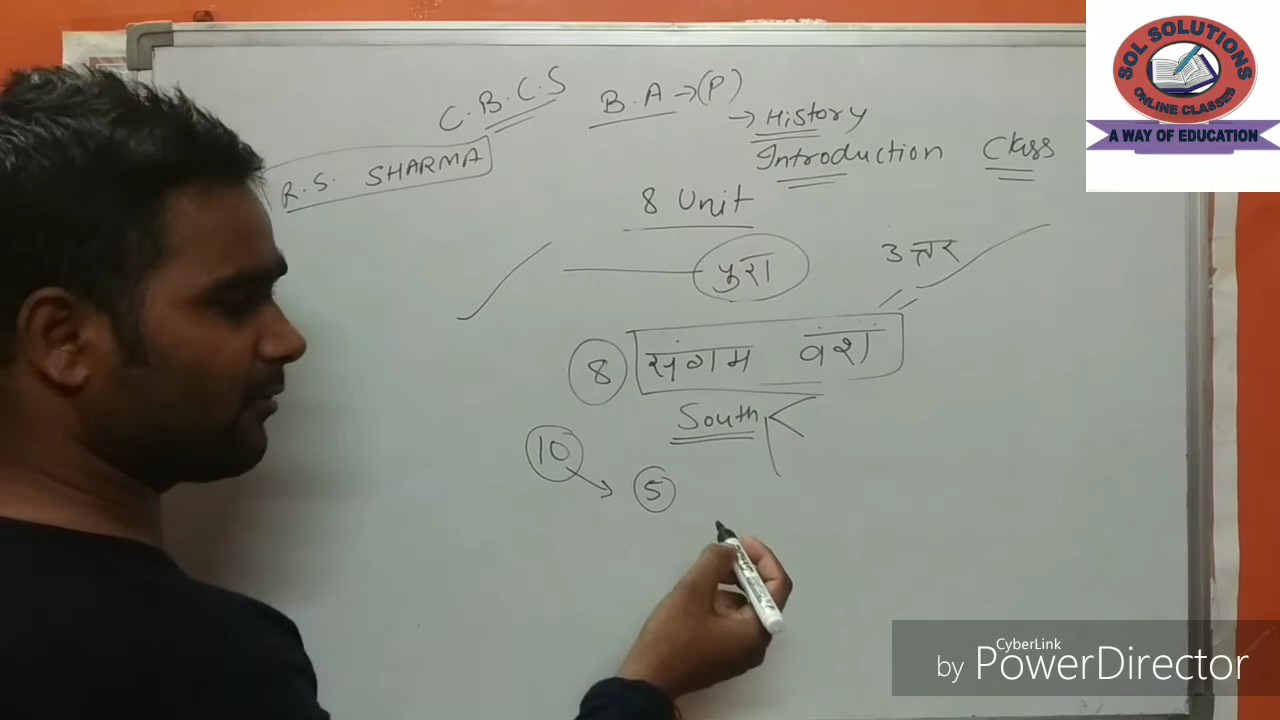 C.B.C.S B.A → (P)
→ History
Introduction Class
R.S. SHARMA
8 Unit
पुरा
उत्तर
8 संगम वंश
South
10 → 5
SOL SOLUTIONS
ONLINE CLASSES
A WAY OF EDUCATION
CyberLink
by PowerDirector